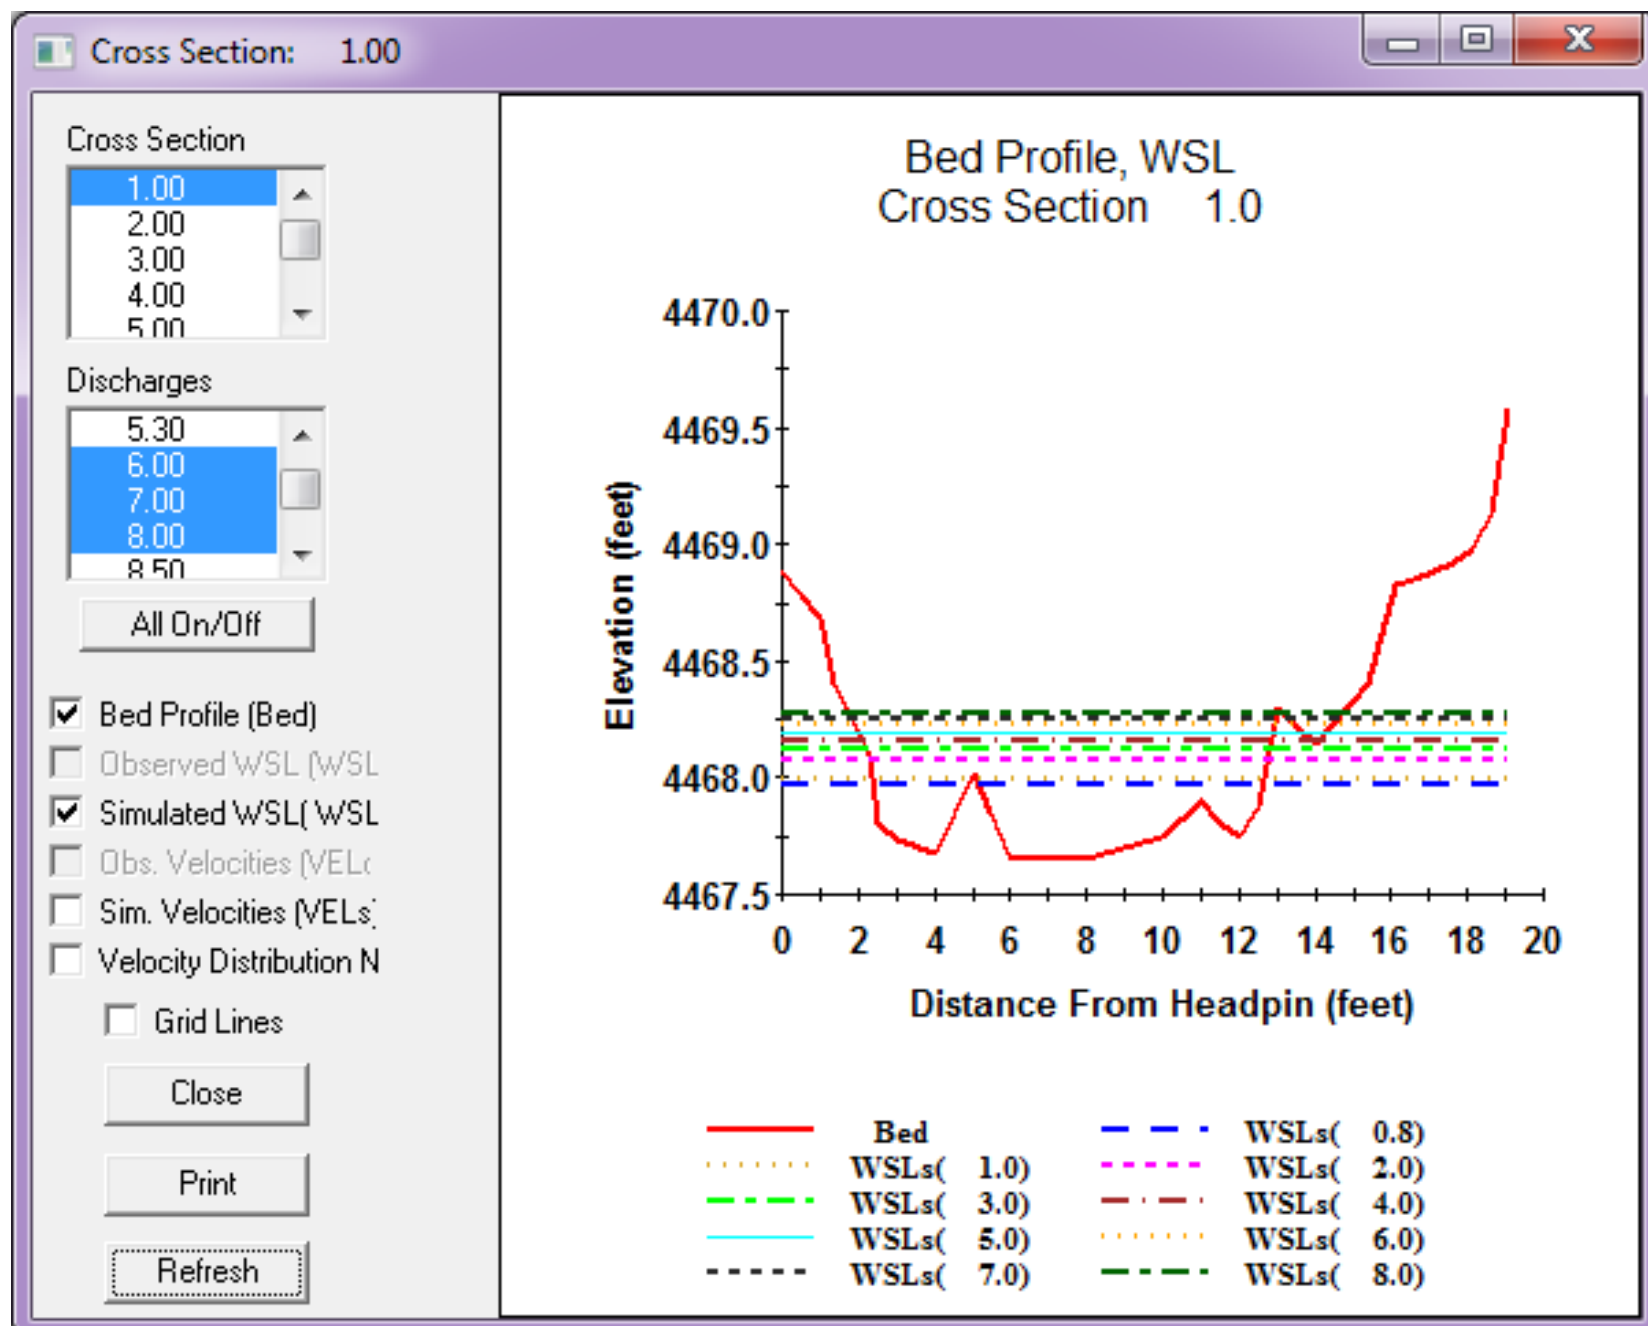 Cross Section: 1.00
Cross Section
1.00
2.00
3.00
4.00
5.00
Discharges
5.30
6.00
7.00
8.00
8.50
All On/Off
Bed Profile (Bed)
Observed WSL (WSL
Simulated WSL( WSL
Obs. Velocities (VELo
Sim. Velocities (VELs)
Velocity Distribution N
Grid Lines
Close
Print
Refresh
Bed Profile, WSL
Cross Section 1.0
Elevation (feet)
4470.0
4469.5
4469.0
4468.5
4468.0
4467.5
0 2 4 6 8 10 12 14 16 18 20
Distance From Headpin (feet)
Bed WSLs( 0.8)
WSLs( 1.0) WSLs( 2.0)
WSLs( 3.0) WSLs( 4.0)
WSLs( 5.0) WSLs( 6.0)
WSLs( 7.0) WSLs( 8.0)